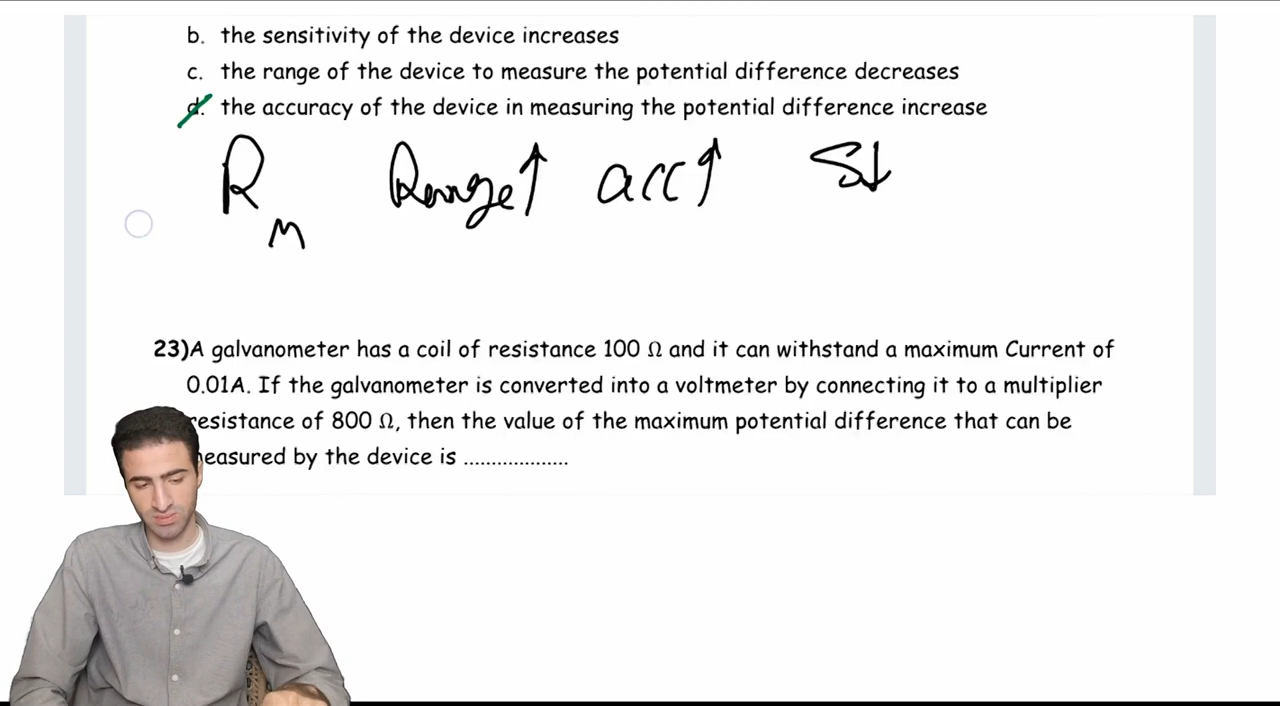 b. the sensitivity of the device increases
c. the range of the device to measure the potential difference decreases
d. the accuracy of the device in measuring the potential difference increase
R M Range↑ acc↑ S↓
23)A galvanometer has a coil of resistance 100 Ω and it can withstand a maximum Current of
0.01A. If the galvanometer is converted into a voltmeter by connecting it to a multiplier
resistance of 800 Ω, then the value of the maximum potential difference that can be
measured by the device is ...................